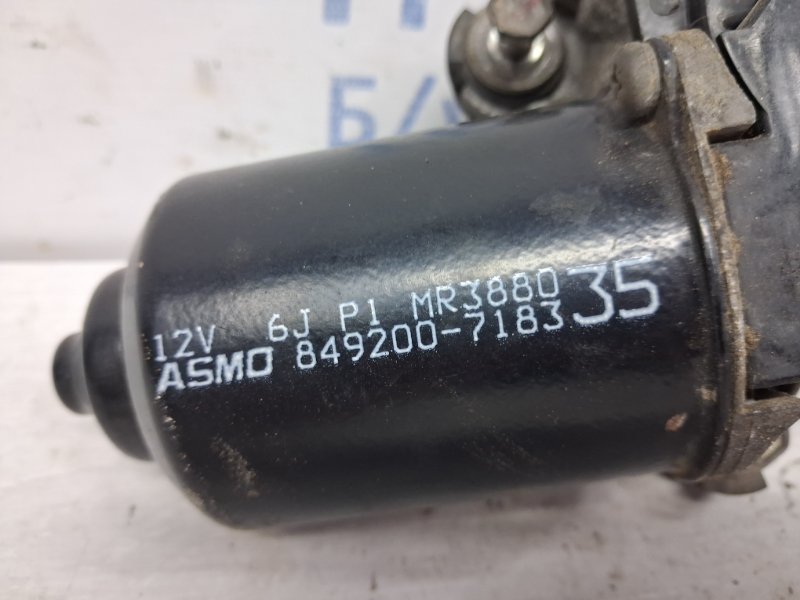 Б/У
12V 6J P1 MR3880 35
ASMO 849200-7183